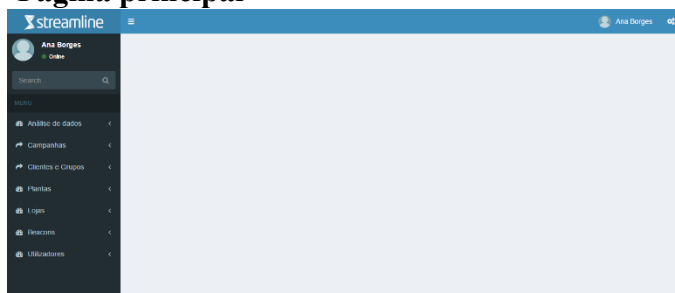 Página principal
streamline
Ana Borges
Ana Borges
Online
Search
MENU
Análise de dados
Campanhas
Clientes e Grupos
Plantas
Lojas
Beacons
Utilizadores